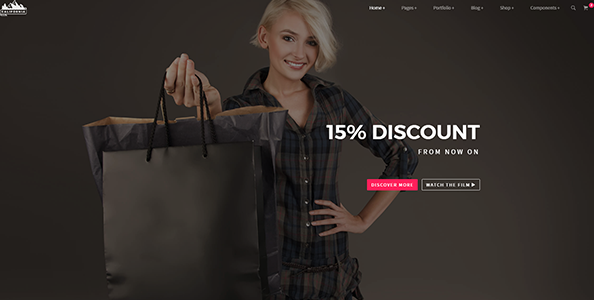 CALIFORNIA
Home +
Pages +
Portfolio +
Blog +
Shop +
Components +
15% DISCOUNT
FROM NOW ON
DISCOVER MORE
WATCH THE FILM